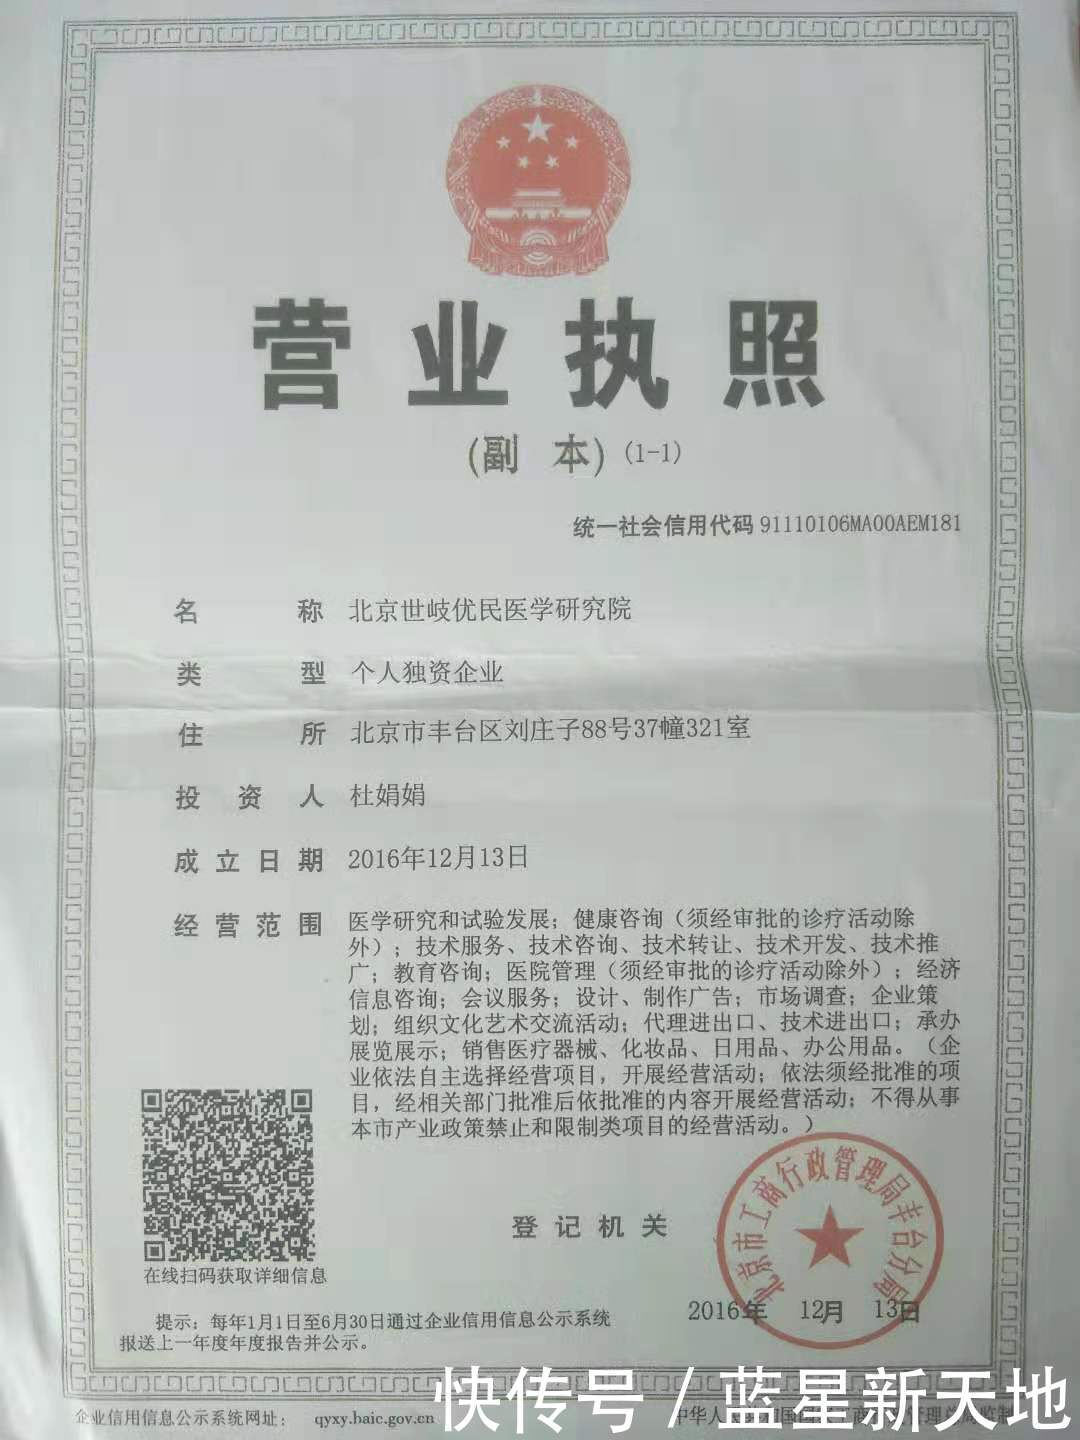 营业执照
(副 本) (1-1)
统一社会信用代码 91110106MA00AEM181
名 称 北京世岐优民医学研究院
类 型 个人独资企业
住 所 北京市丰台区刘庄子88号37幢321室
投 资 人 杜娟娟
成 立 日 期 2016年12月13日
经 营 范 围 医学研究和试验发展；健康咨询（须经审批的诊疗活动除
外）；技术服务、技术咨询、技术转让、技术开发、技术推
广；教育咨询；医院管理（须经审批的诊疗活动除外）；经济
信息咨询；会议服务；设计、制作广告；市场调查；企业策
划；组织文化艺术交流活动；代理进出口、技术进出口；承办
展览展示；销售医疗器械、化妆品、日用品、办公用品。（企
业依法自主选择经营项目，开展经营活动；依法须经批准的项
目，经相关部门批准后依批准的内容开展经营活动；不得从事
本市产业政策禁止和限制类项目的经营活动。）
在线扫码获取详细信息
登 记 机 关
北京市工商行政管理局丰台分局
2016年 12月 13日
提示：每年1月1日至6月30日通过企业信用信息公示系统
报送上一年度年度报告并公示。
快传号 / 蓝星新天地
企业信用信息公示系统网址： qyxy.baic.gov.cn